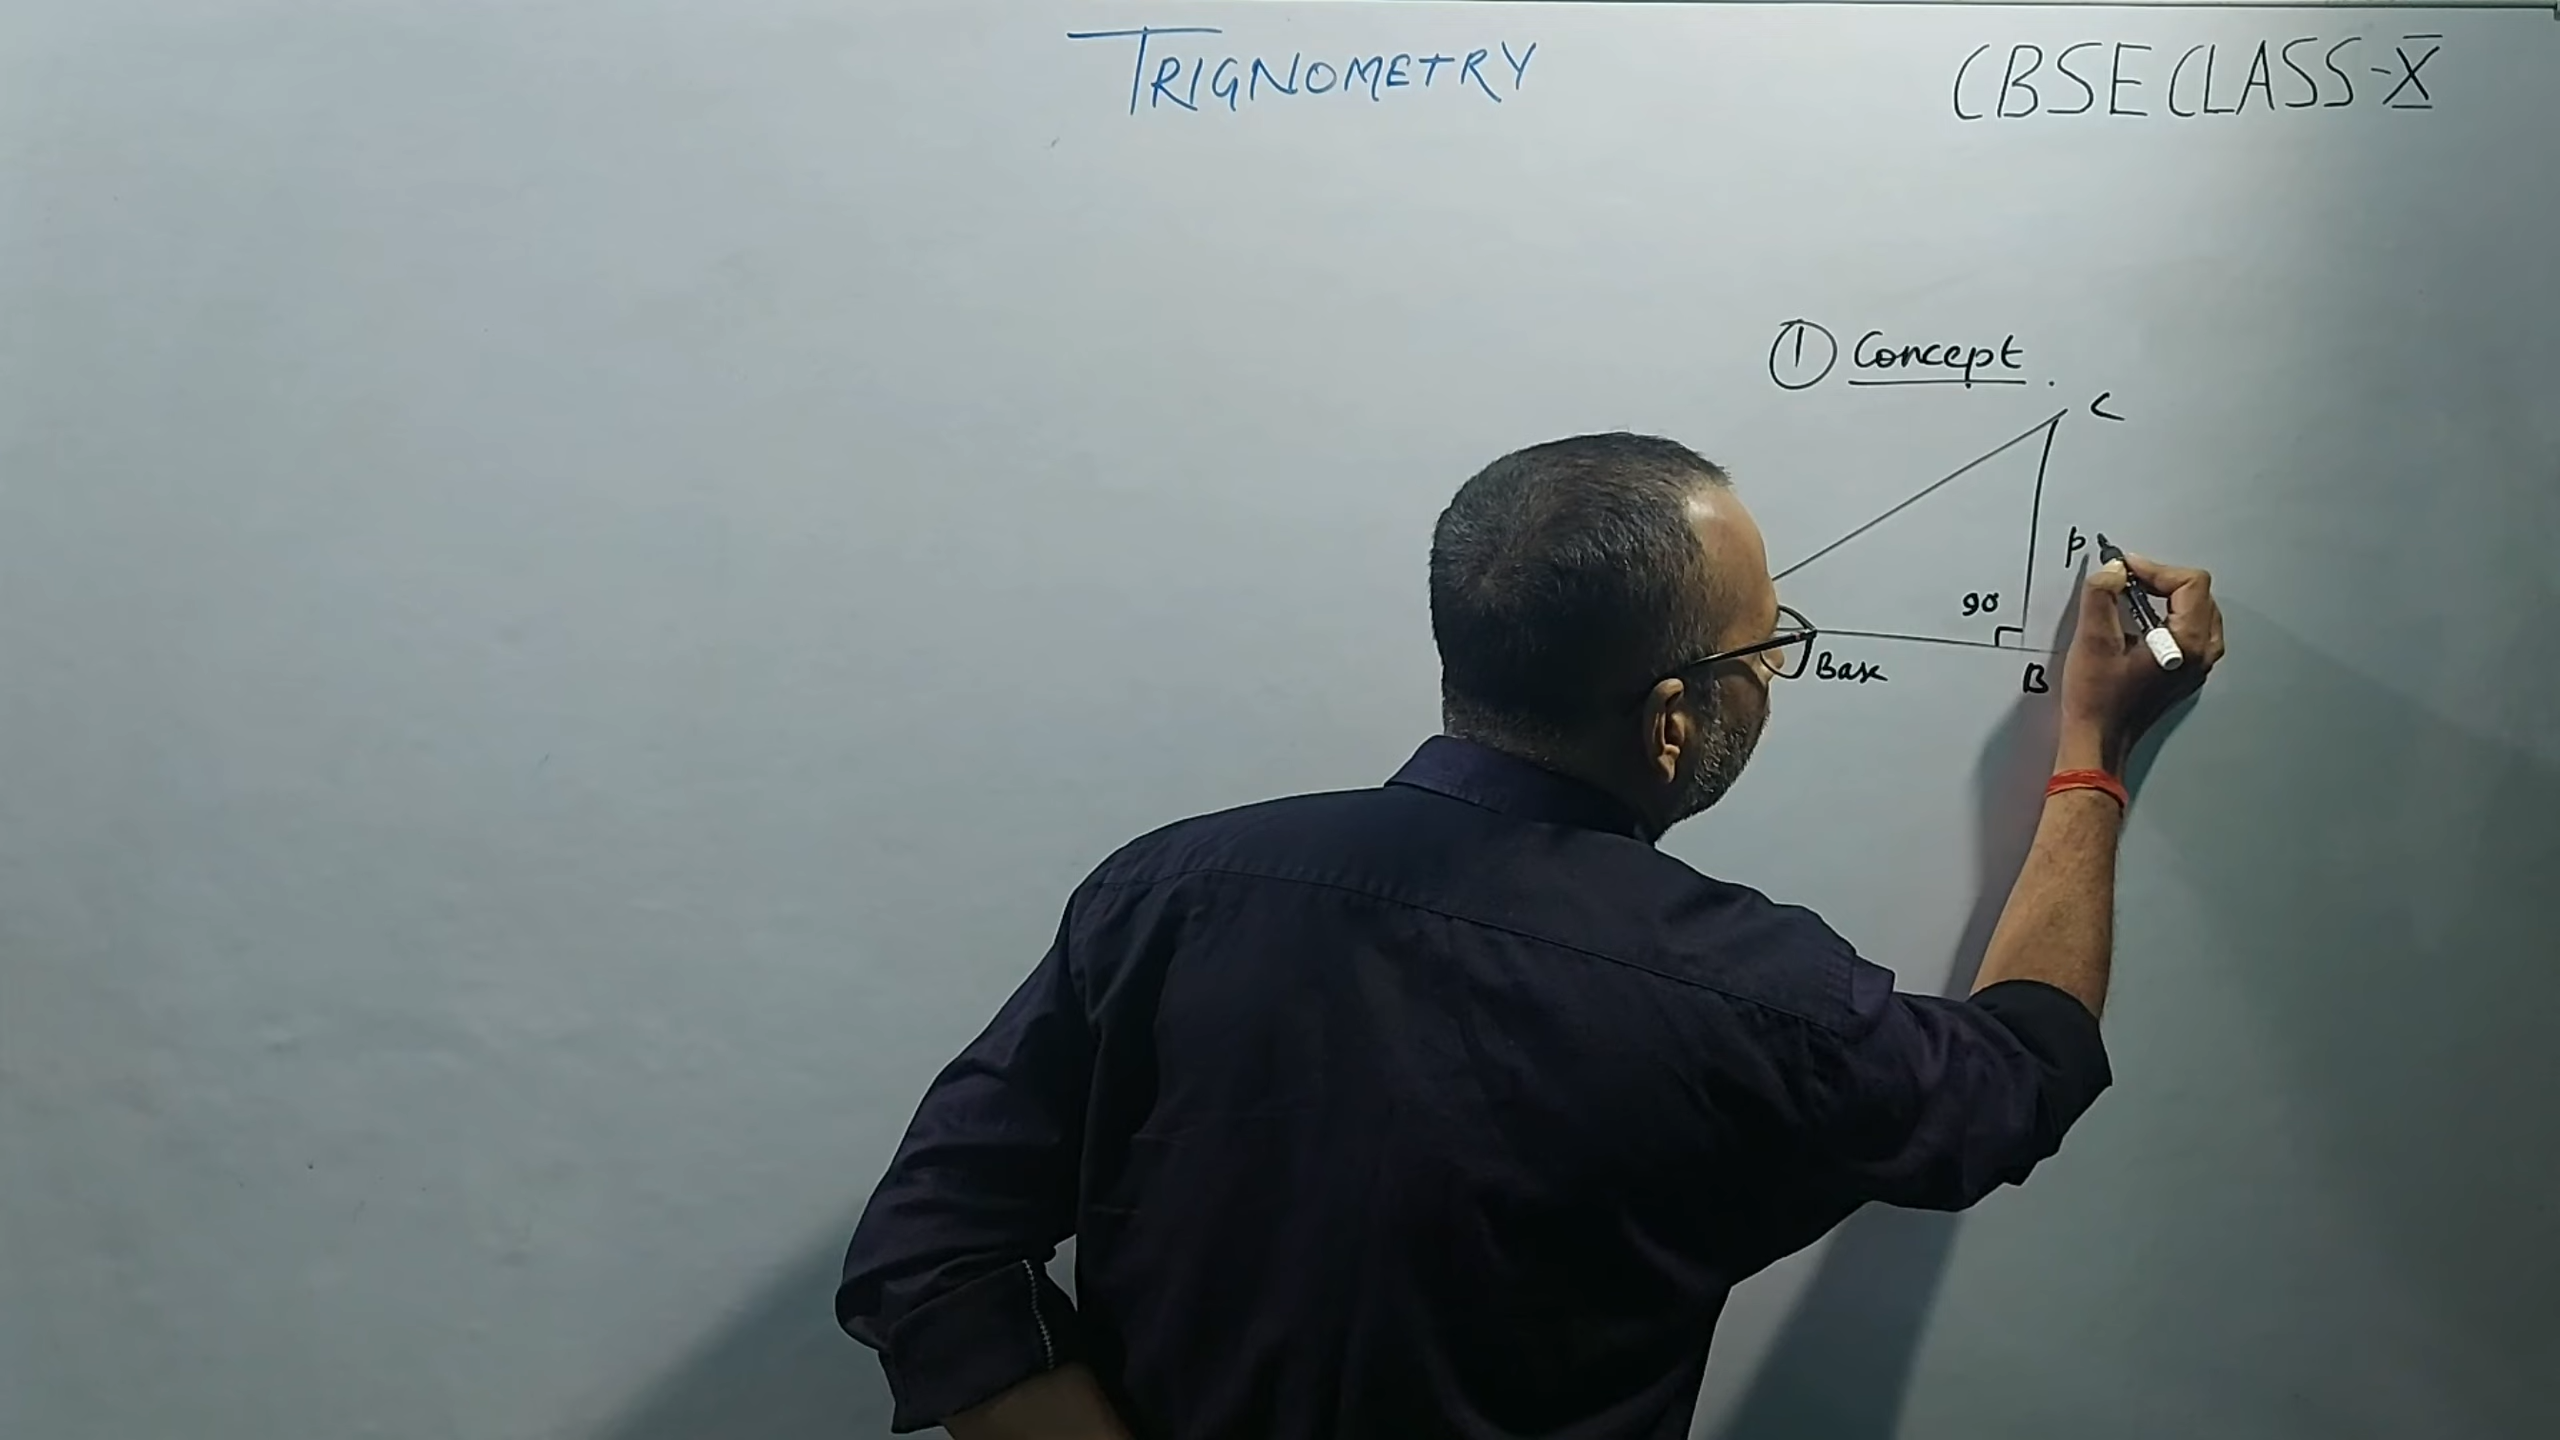 TRIGNOMETRY
CBSE CLASS-X
① Concept.
C
p
90
Base
B